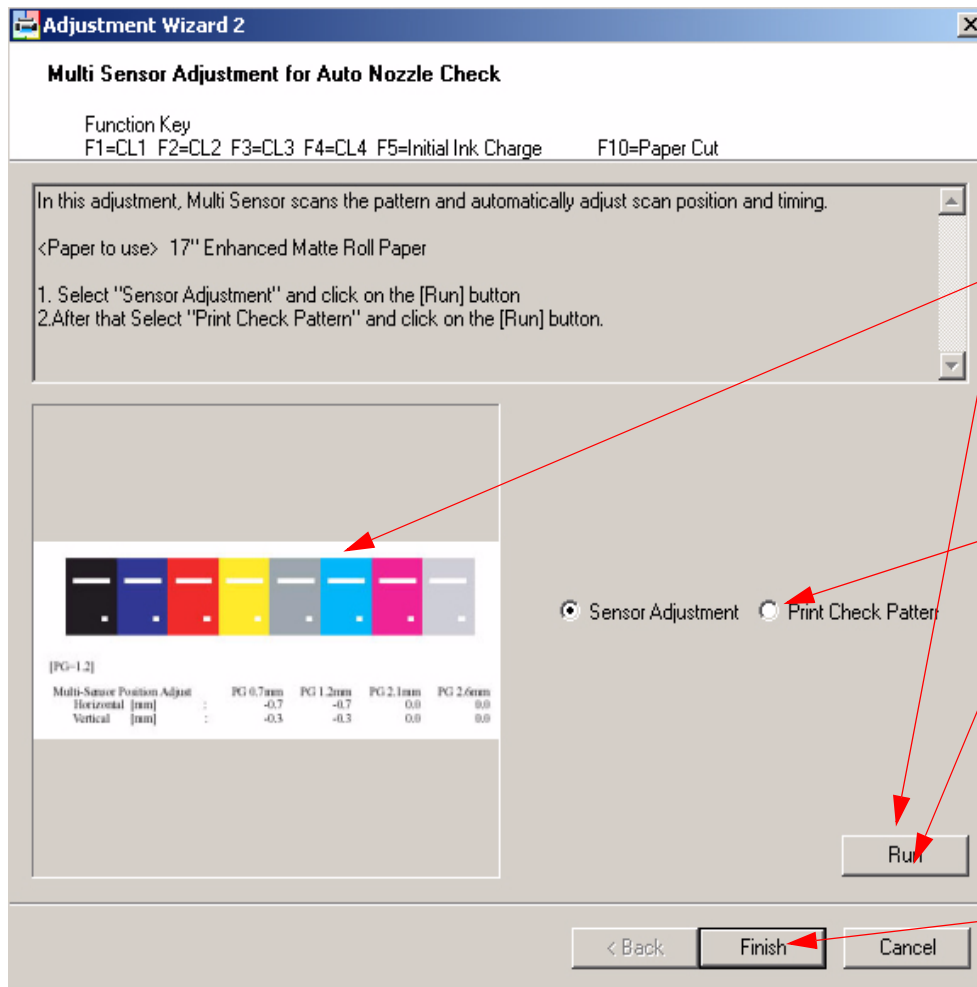 Adjustment Wizard 2
Multi Sensor Adjustment for Auto Nozzle Check
Function Key
F1=CL1 F2=CL2 F3=CL3 F4=CL4 F5=Initial Ink Charge F10=Paper Cut
In this adjustment, Multi Sensor scans the pattern and automatically adjust scan position and timing.
<Paper to use> 17" Enhanced Matte Roll Paper
1. Select "Sensor Adjustment" and click on the [Run] button
2.After that Select "Print Check Pattern" and click on the [Run] button.
[PG-1.2]
Multi-Sensor Position Adjust PG 0.7mm PG 1.2mm PG 2.1mm PG 2.6mm
Horizontal [mm] : -0.7 -0.7 0.0 0.0
Vertical [mm] : -0.3 -0.3 0.0 0.0
Sensor Adjustment Print Check Pattern
Run
< Back Finish Cancel